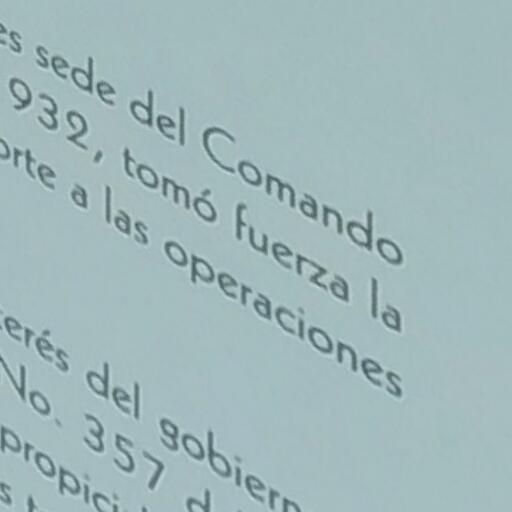 es sede del Comando
932, tomó fuerza la
orte a las operaciones
erés del gobiern
No. 357 d
propici